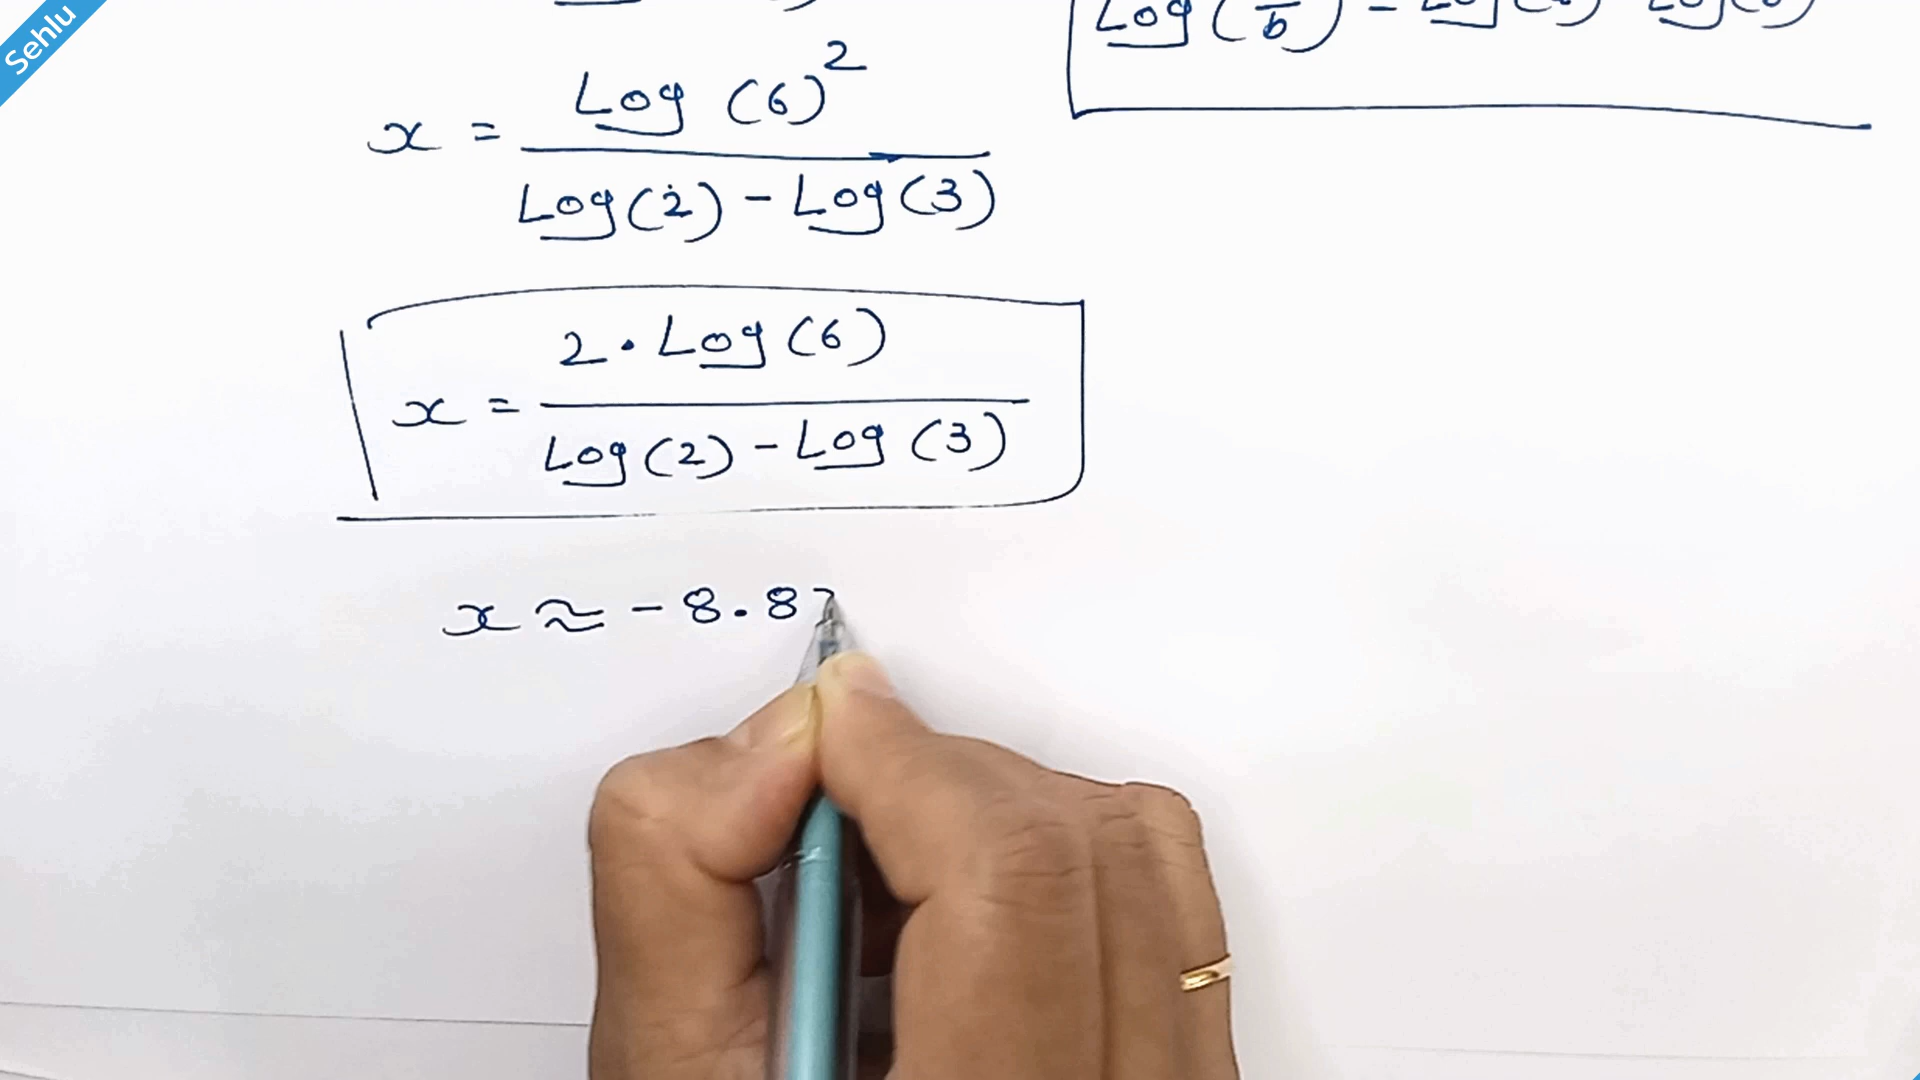 Sehlu
x = Log (6)^2 / Log(2) - Log(3)
x = 2 · Log (6) / Log (2) - Log (3)
x ≈ -8.8